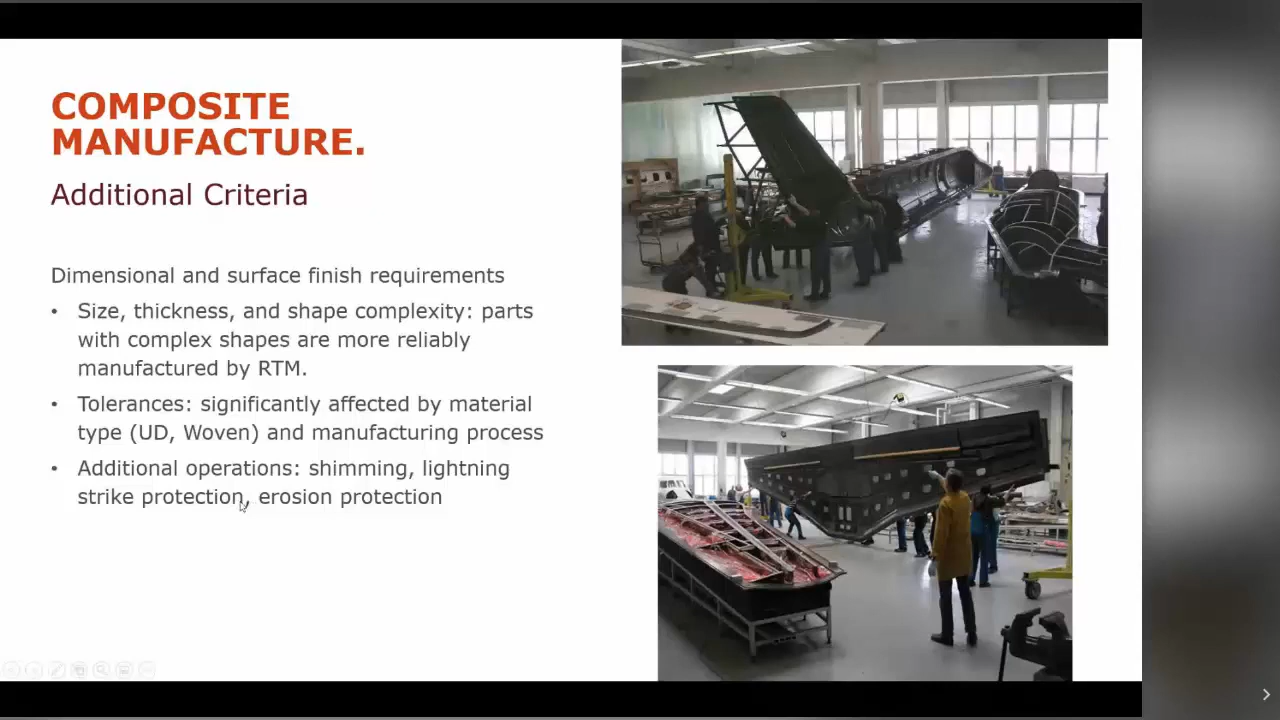 COMPOSITE
MANUFACTURE.
Additional Criteria
Dimensional and surface finish requirements
• Size, thickness, and shape complexity: parts
with complex shapes are more reliably
manufactured by RTM.
• Tolerances: significantly affected by material
type (UD, Woven) and manufacturing process
• Additional operations: shimming, lightning
strike protection, erosion protection